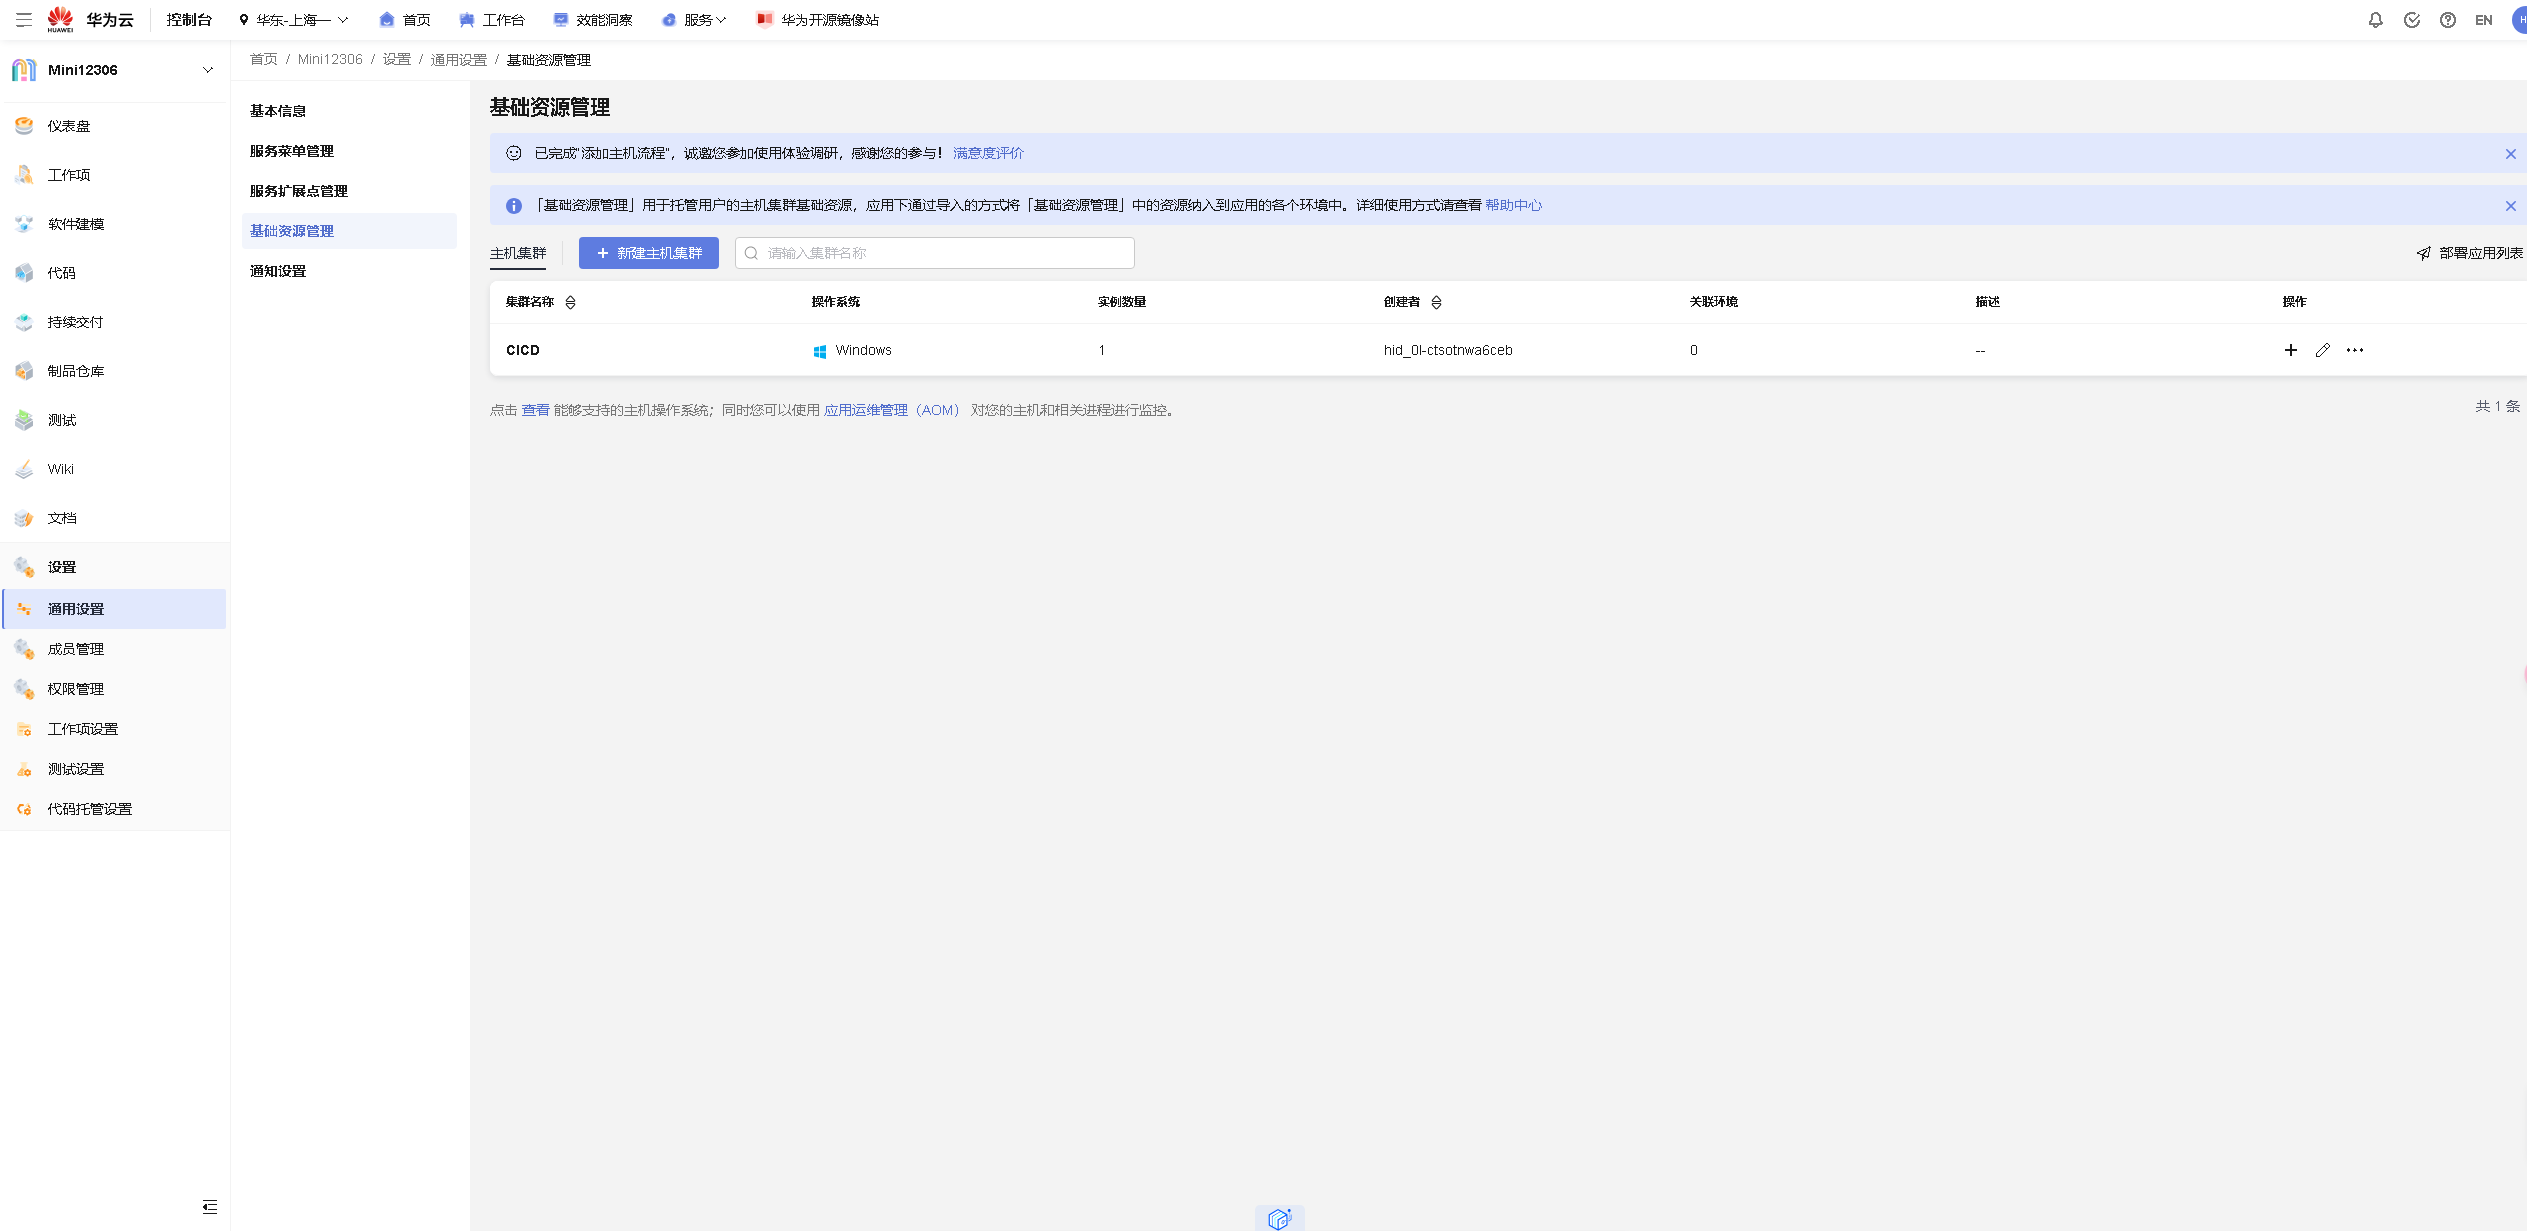 HUAWEI 华为云 控制台 华东-上海一 首页 工作台 效能洞察 服务 华为开源镜像站 EN H
Mini12306
首页 / Mini12306 / 设置 / 通用设置 / 基础资源管理
仪表盘
工作项
软件建模
代码
持续交付
制品仓库
测试
Wiki
文档
设置
通用设置
成员管理
权限管理
工作项设置
测试设置
代码托管设置
基本信息
服务菜单管理
服务扩展点管理
基础资源管理
通知设置
基础资源管理
已完成"添加主机流程"，诚邀您参加使用体验调研，感谢您的参与！ 满意度评价
「基础资源管理」用于托管用户的主机集群基础资源，应用下通过导入的方式将「基础资源管理」中的资源纳入到应用的各个环境中。详细使用方式请查看 帮助中心
主机集群 + 新建主机集群 请输入集群名称 部署应用列表
集群名称 操作系统 实例数量 创建者 关联环境 描述 操作
CICD Windows 1 hid_0l-ctsotnwa6ceb 0 --
点击 查看 能够支持的主机操作系统；同时您可以使用 应用运维管理（AOM） 对您的主机和相关进程进行监控。 共 1 条